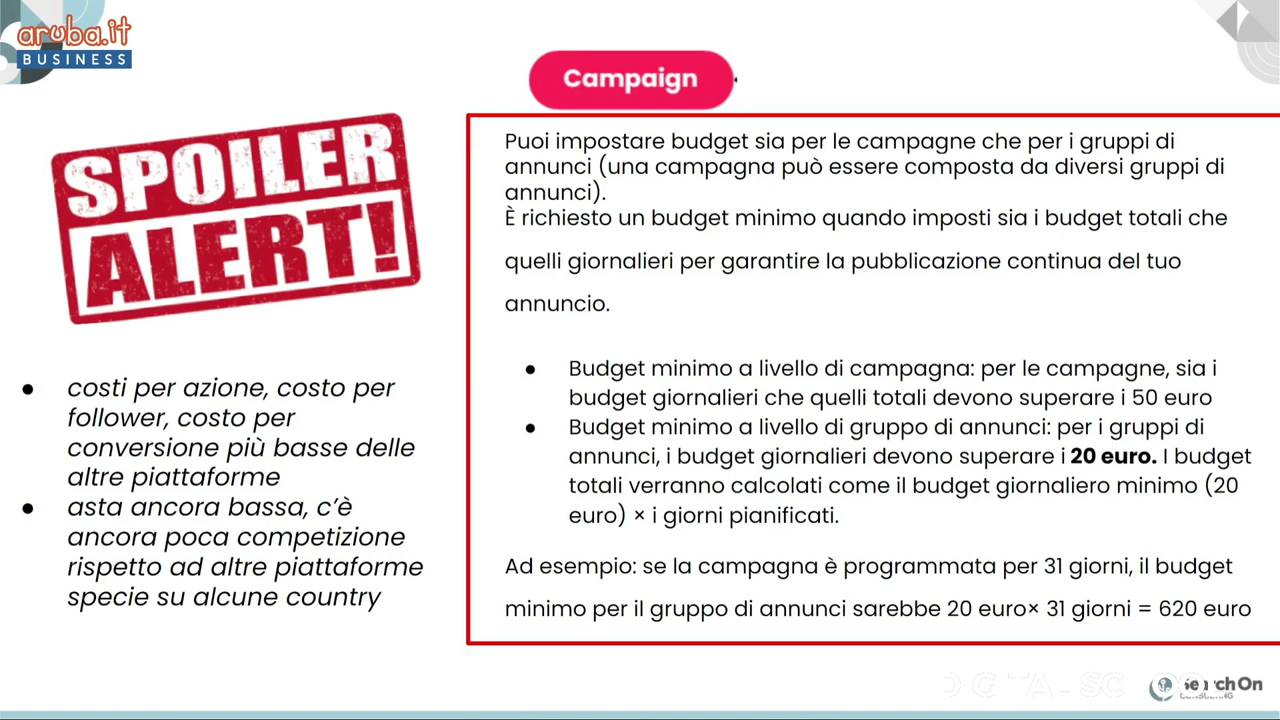 aruba.it
BUSINESS
Campaign
SPOILER
ALERT!
● costi per azione, costo per
follower, costo per
conversione più basse delle
altre piattaforme
● asta ancora bassa, c'è
ancora poca competizione
rispetto ad altre piattaforme
specie su alcune country
Puoi impostare budget sia per le campagne che per i gruppi di
annunci (una campagna può essere composta da diversi gruppi di
annunci).
È richiesto un budget minimo quando imposti sia i budget totali che
quelli giornalieri per garantire la pubblicazione continua del tuo
annuncio.
● Budget minimo a livello di campagna: per le campagne, sia i
budget giornalieri che quelli totali devono superare i 50 euro
● Budget minimo a livello di gruppo di annunci: per i gruppi di
annunci, i budget giornalieri devono superare i 20 euro. I budget
totali verranno calcolati come il budget giornaliero minimo (20
euro) × i giorni pianificati.
Ad esempio: se la campagna è programmata per 31 giorni, il budget
minimo per il gruppo di annunci sarebbe 20 euro× 31 giorni = 620 euro
SearchOn